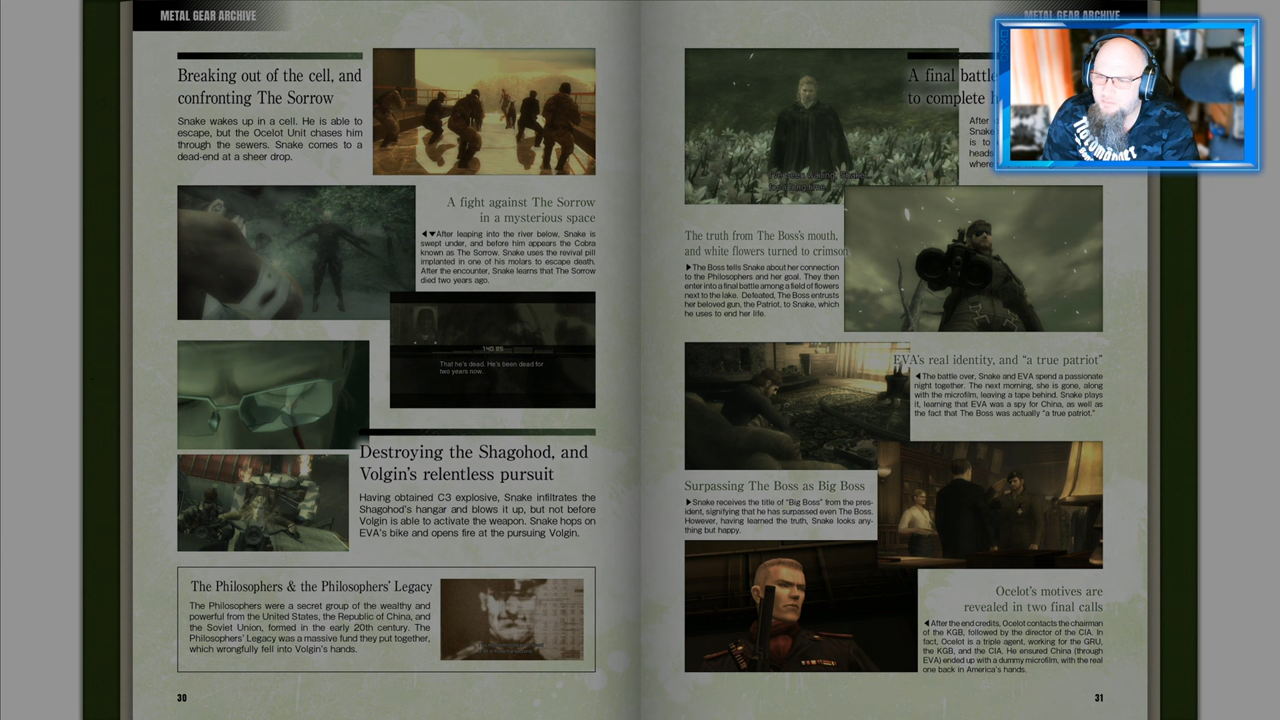 METAL GEAR ARCHIVE
Breaking out of the cell, and
confronting The Sorrow
Snake wakes up in a cell. He is able to
escape, but the Ocelot Unit chases him
through the sewers. Snake comes to a
dead-end at a sheer drop.
A fight against The Sorrow
in a mysterious space
◀▼After leaping into the river below, Snake is
swept under, and before him appears the Cobra
known as The Sorrow. Snake uses the revival pill
implanted in one of his molars to escape death.
After the encounter, Snake learns that The Sorrow
died two years ago.
140.85
That he's dead. He's been dead for
two years now.
Destroying the Shagohod, and
Volgin's relentless pursuit
Having obtained C3 explosive, Snake infiltrates the
Shagohod's hangar and blows it up, but not before
Volgin is able to activate the weapon. Snake hops on
EVA's bike and opens fire at the pursuing Volgin.
The Philosophers & the Philosophers' Legacy
The Philosophers were a secret group of the wealthy and
powerful from the United States, the Republic of China, and
the Soviet Union, formed in the early 20th century. The
Philosophers' Legacy was a massive fund they put together,
which wrongfully fell into Volgin's hands.
30
METAL GEAR ARCHIVE
A final battle
to complete
After
Snake
is to
heads
where
The truth from The Boss's mouth,
and white flowers turned to crimson
▶The Boss tells Snake about her connection
to the Philosophers and her goal. They then
enter into a final battle among a field of flowers
next to the lake. Defeated, The Boss entrusts
her beloved gun, the Patriot, to Snake, which
he uses to end her life.
EVA's real identity, and “a true patriot”
◀The battle over, Snake and EVA spend a passionate
night together. The next morning, she is gone, along
with the microfilm, leaving a tape behind. Snake plays
it, learning that EVA was a spy for China, as well as
the fact that The Boss was actually “a true patriot.”
Surpassing The Boss as Big Boss
▶Snake receives the title of “Big Boss” from the pres-
ident, signifying that he has surpassed even The Boss.
However, having learned the truth, Snake looks any-
thing but happy.
Ocelot's motives are
revealed in two final calls
◀After the end credits, Ocelot contacts the chairman
of the KGB, followed by the director of the CIA. In
fact, Ocelot is a triple agent, working for the GRU,
the KGB, and the CIA. He ensured China (through
EVA) ended up with a dummy microfilm, with the real
one back in America's hands.
31